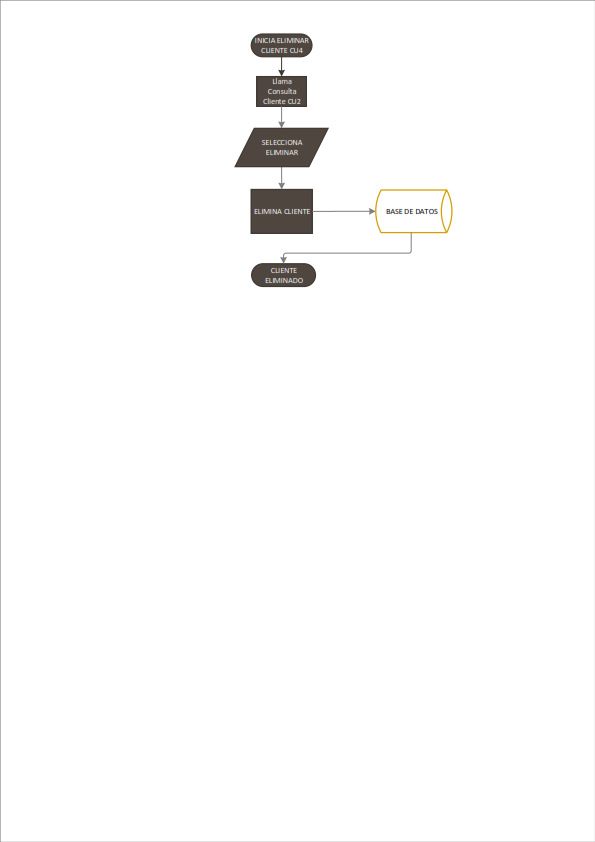 INICIA ELIMINAR
CLIENTE CU4
Llama
Consulta
Cliente CU2
SELECCIONA
ELIMINAR
ELIMINA CLIENTE
BASE DE DATOS
CLIENTE
ELIMINADO